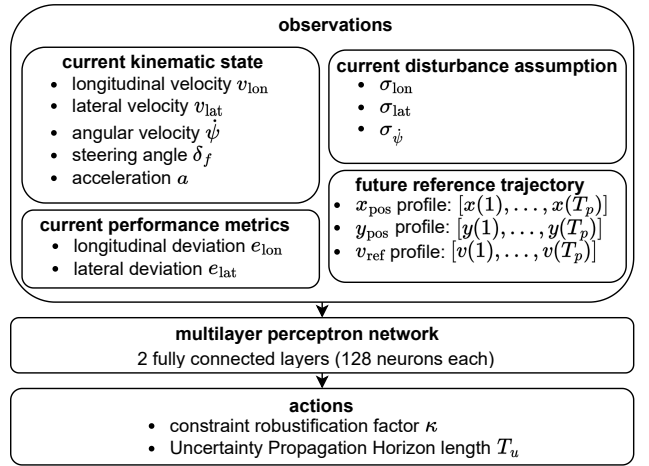 observations
current kinematic state
• longitudinal velocity v_lon
• lateral velocity v_lat
• angular velocity ψ̇
• steering angle δ_f
• acceleration a
current performance metrics
• longitudinal deviation e_lon
• lateral deviation e_lat
current disturbance assumption
• σ_lon
• σ_lat
• σ_ψ̇
future reference trajectory
• x_pos profile: [x(1), . . . , x(T_p)]
• y_pos profile: [y(1), . . . , y(T_p)]
• v_ref profile: [v(1), . . . , v(T_p)]
multilayer perceptron network
2 fully connected layers (128 neurons each)
actions
• constraint robustification factor κ
• Uncertainty Propagation Horizon length T_u